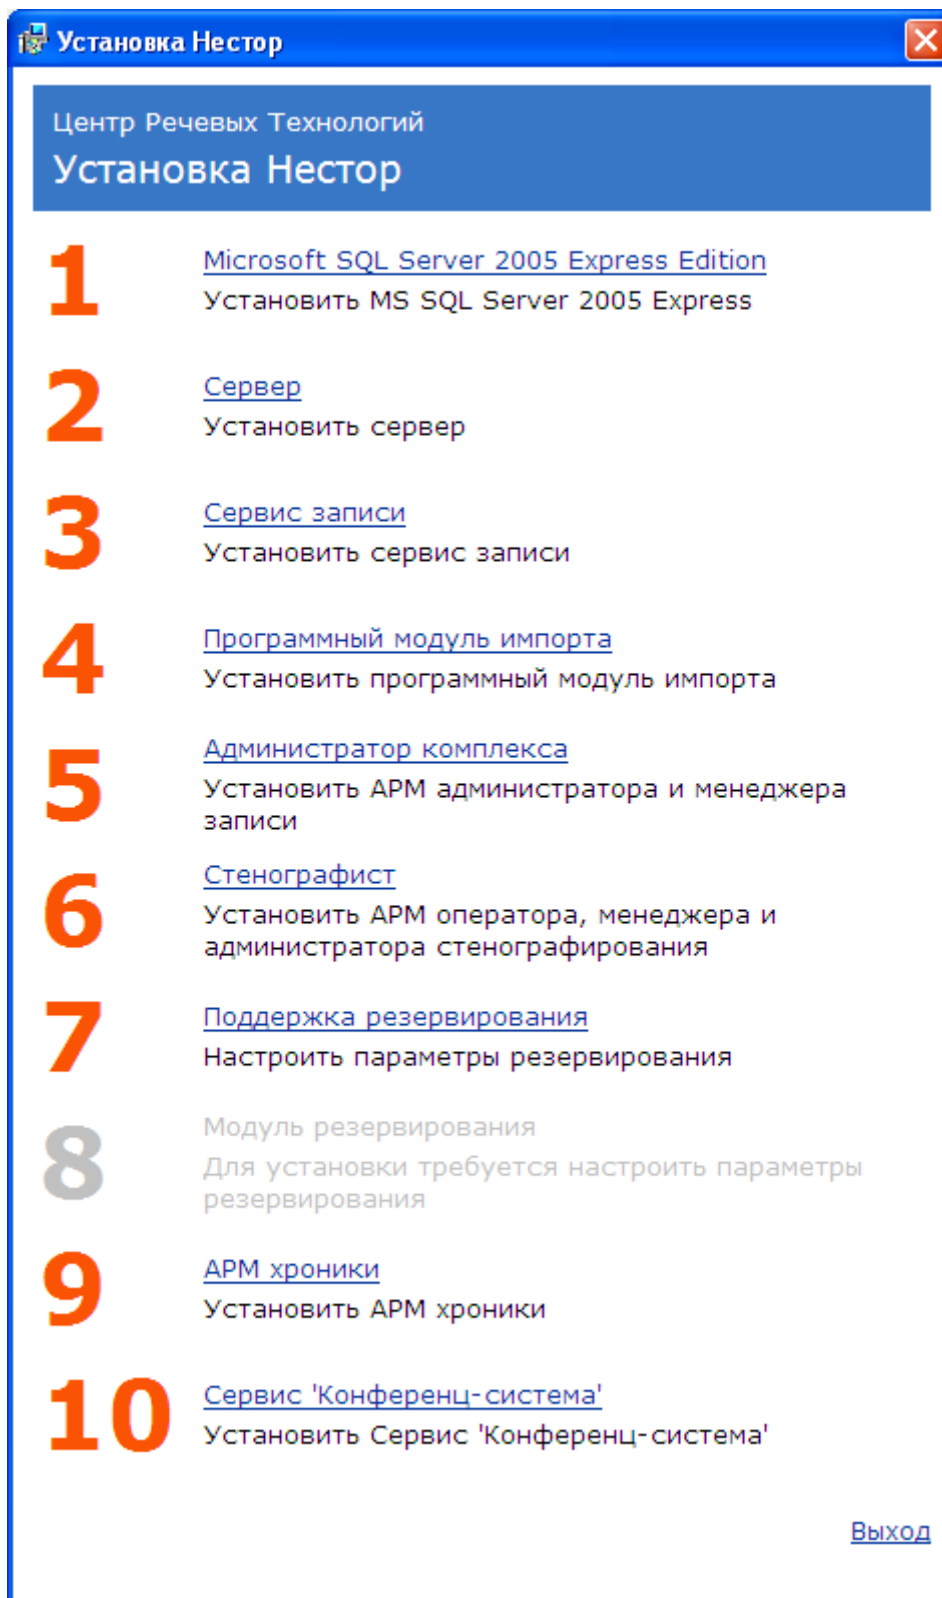 Установка Нестор
Центр Речевых Технологий
Установка Нестор
1
Microsoft SQL Server 2005 Express Edition
Установить MS SQL Server 2005 Express
2
Сервер
Установить сервер
3
Сервис записи
Установить сервис записи
4
Программный модуль импорта
Установить программный модуль импорта
5
Администратор комплекса
Установить АРМ администратора и менеджера
записи
6
Стенографист
Установить АРМ оператора, менеджера и
администратора стенографирования
7
Поддержка резервирования
Настроить параметры резервирования
8
Модуль резервирования
Для установки требуется настроить параметры
резервирования
9
АРМ хроники
Установить АРМ хроники
10
Сервис 'Конференц-система'
Установить Сервис 'Конференц-система'
Выход